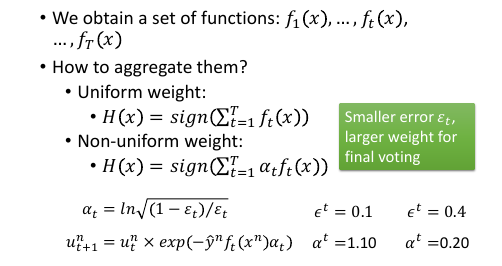 • We obtain a set of functions: $f_1(x), \dots, f_t(x),$
$\dots, f_T(x)$
• How to aggregate them?
• Uniform weight:
• $H(x) = sign(\sum_{t=1}^{T} f_t(x))$
• Non-uniform weight:
• $H(x) = sign(\sum_{t=1}^{T} \alpha_t f_t(x))$
Smaller error $\varepsilon_t$,
larger weight for
final voting
$\alpha_t = ln\sqrt{(1 - \varepsilon_t)/\varepsilon_t}$
$\epsilon^t = 0.1$ $\epsilon^t = 0.4$
$u_{t+1}^n = u_t^n \times exp(-\hat{y}^n f_t(x^n)\alpha_t)$
$\alpha^t = 1.10$ $\alpha^t = 0.20$